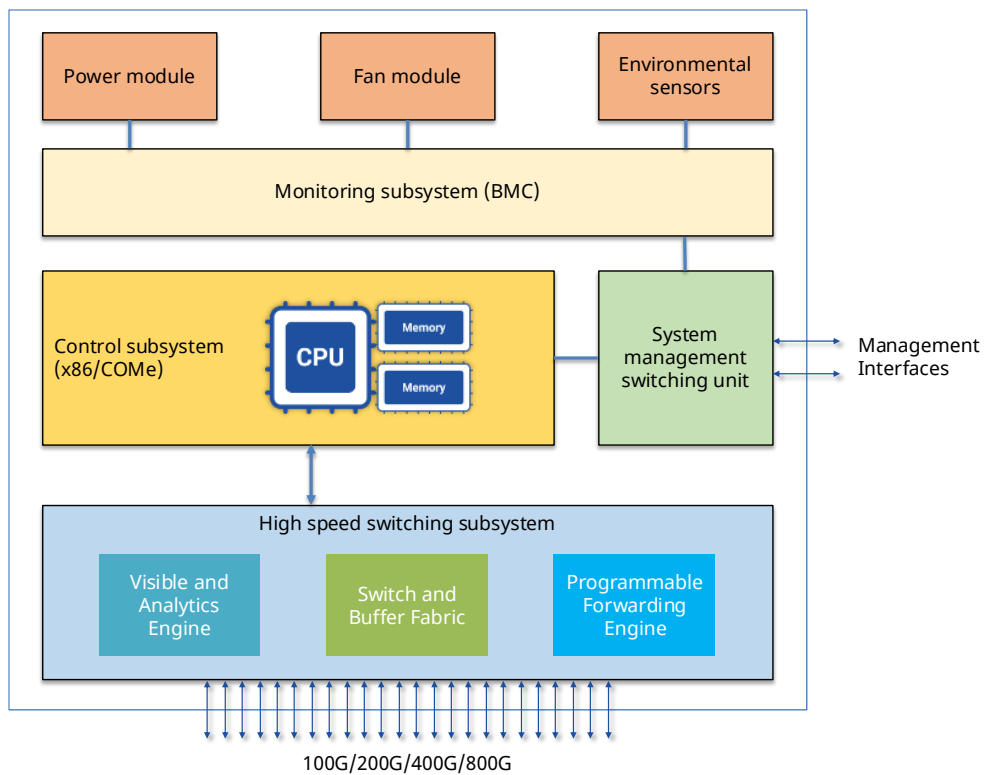 Power module
Fan module
Environmental
sensors
Monitoring subsystem (BMC)
Control subsystem
(x86/COMe)
CPU
Memory
Memory
System
management
switching unit
Management
Interfaces
High speed switching subsystem
Visible and
Analytics
Engine
Switch and
Buffer Fabric
Programmable
Forwarding
Engine
100G/200G/400G/800G